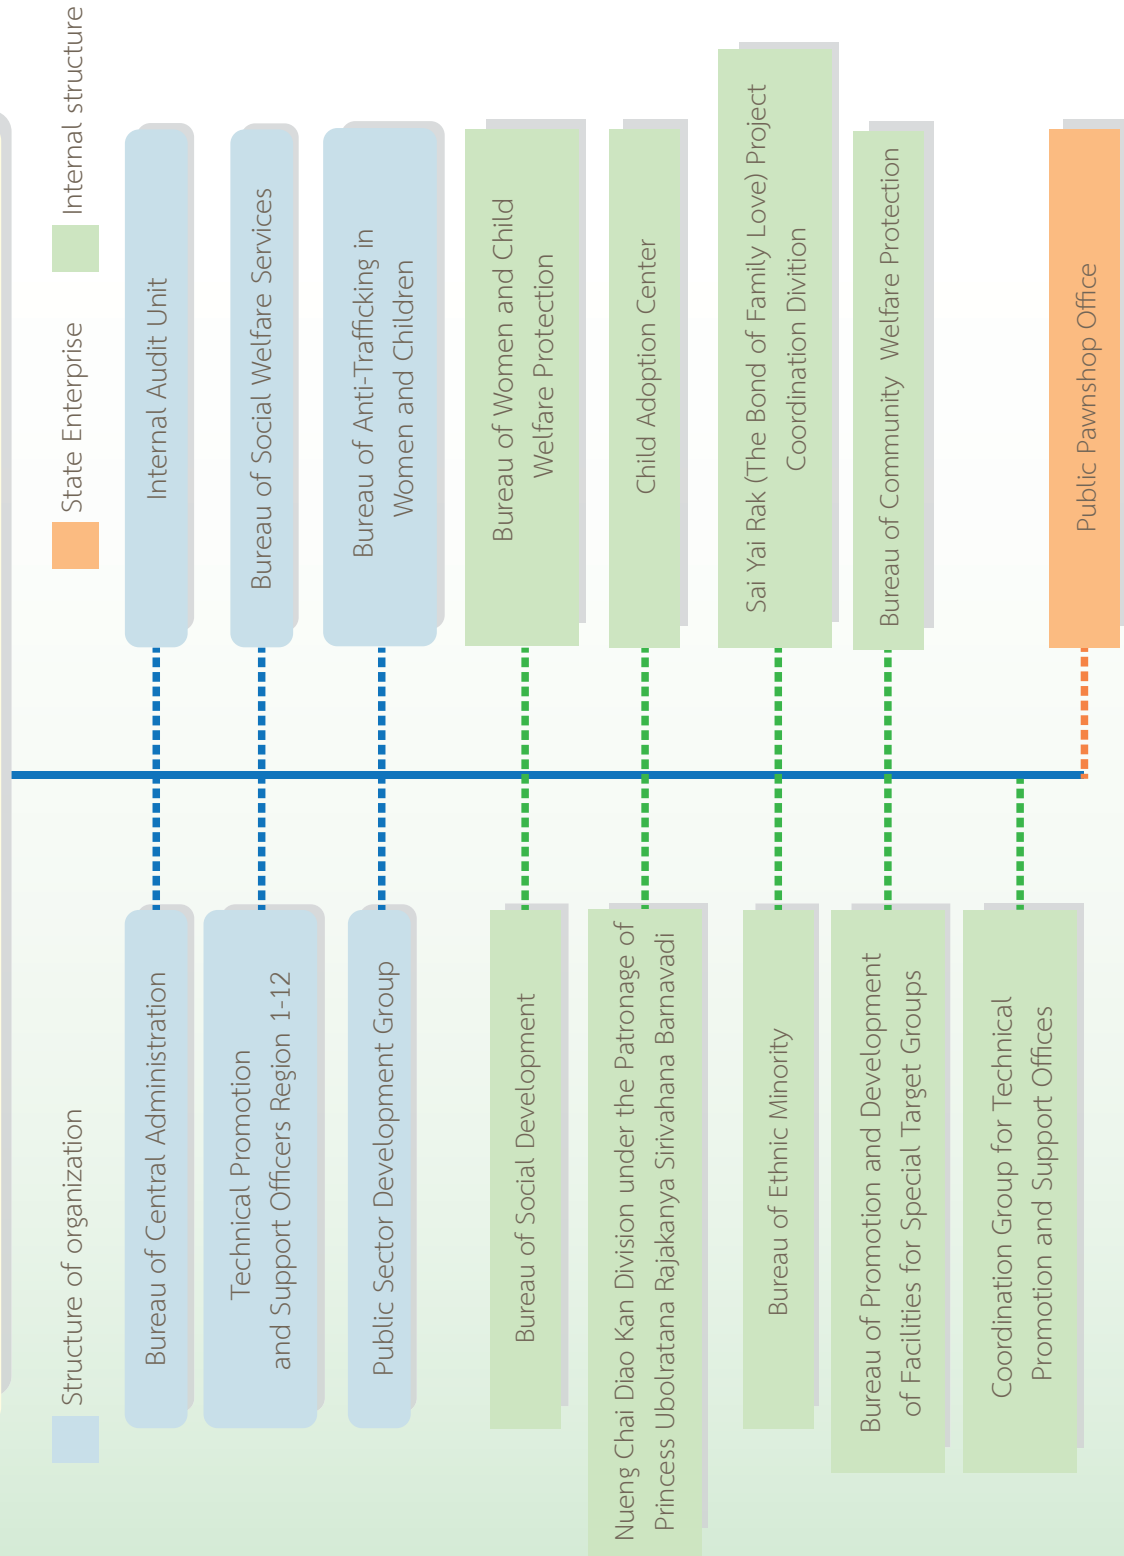 Structure of organization
State Enterprise
Internal structure
Bureau of Central Administration
Internal Audit Unit
Technical Promotion
and Support Officers Region 1-12
Bureau of Social Welfare Services
Public Sector Development Group
Bureau of Anti-Trafficking in
Women and Children
Bureau of Social Development
Bureau of Women and Child
Welfare Protection
Nueng Chai Diao Kan Division under the Patronage of
Princess Ubolratana Rajakanya Sirivahana Barnavadi
Child Adoption Center
Bureau of Ethnic Minority
Sai Yai Rak (The Bond of Family Love) Project
Coordination Divition
Bureau of Promotion and Development
of Facilities for Special Target Groups
Bureau of Community Welfare Protection
Coordination Group for Technical
Promotion and Support Offices
Public Pawnshop Office